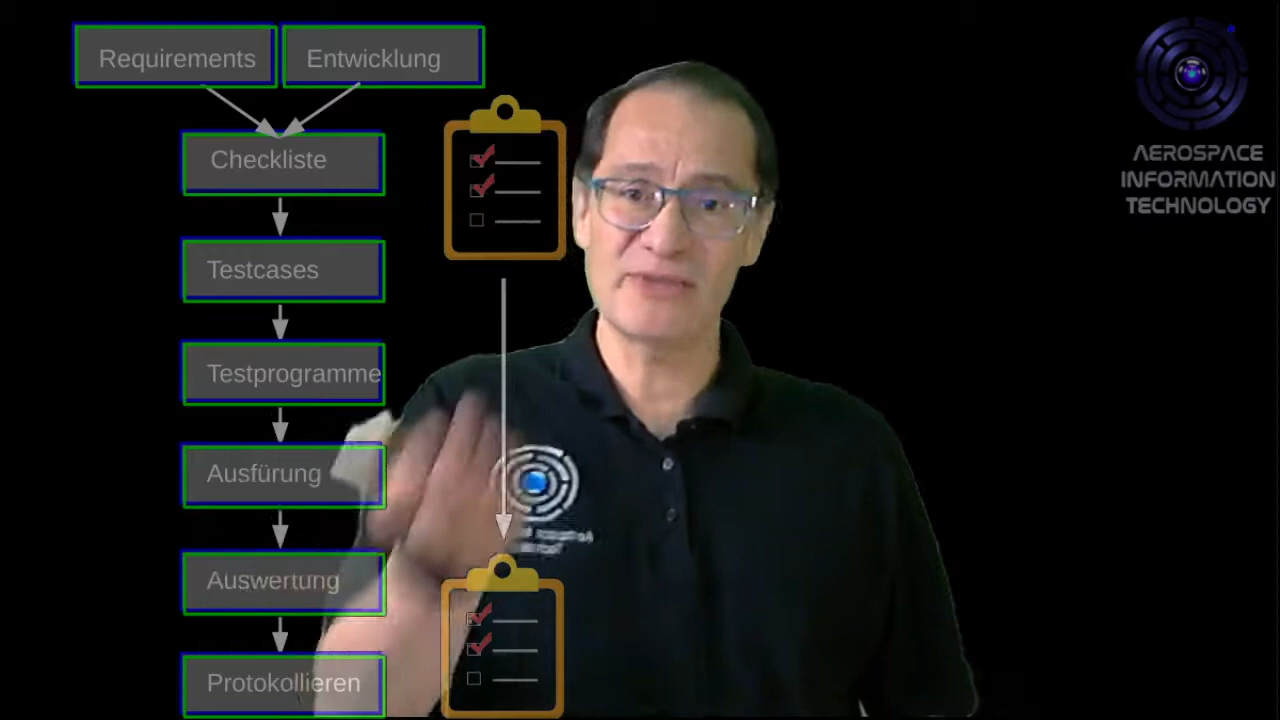 Requirements
Entwicklung
Checkliste
Testcases
Testprogramme
Ausfürung
Auswertung
Protokollieren
AEROSPACE
INFORMATION
TECHNOLOGY